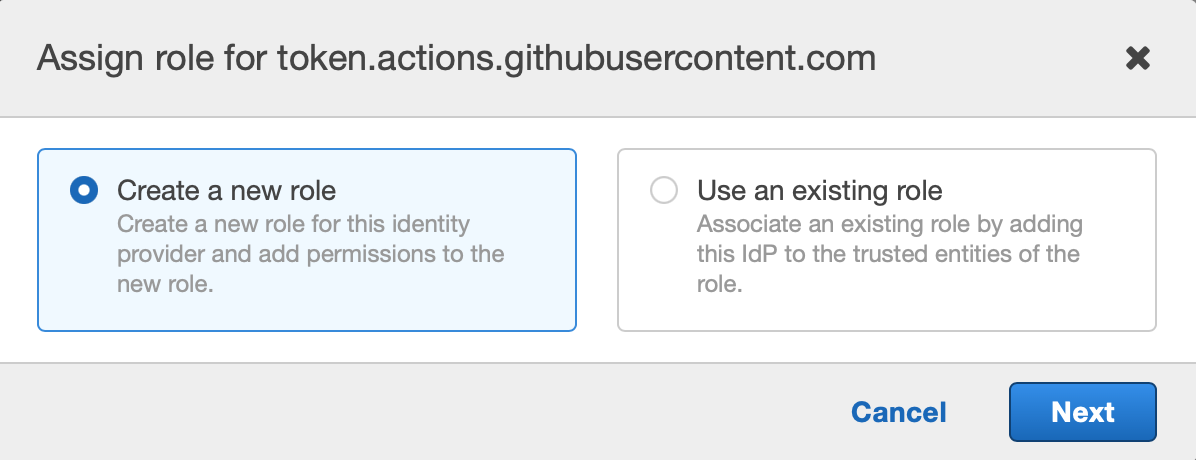 Assign role for token.actions.githubusercontent.com
Create a new role
Create a new role for this identity
provider and add permissions to the
new role.
Use an existing role
Associate an existing role by adding
this IdP to the trusted entities of the
role.
Cancel
Next